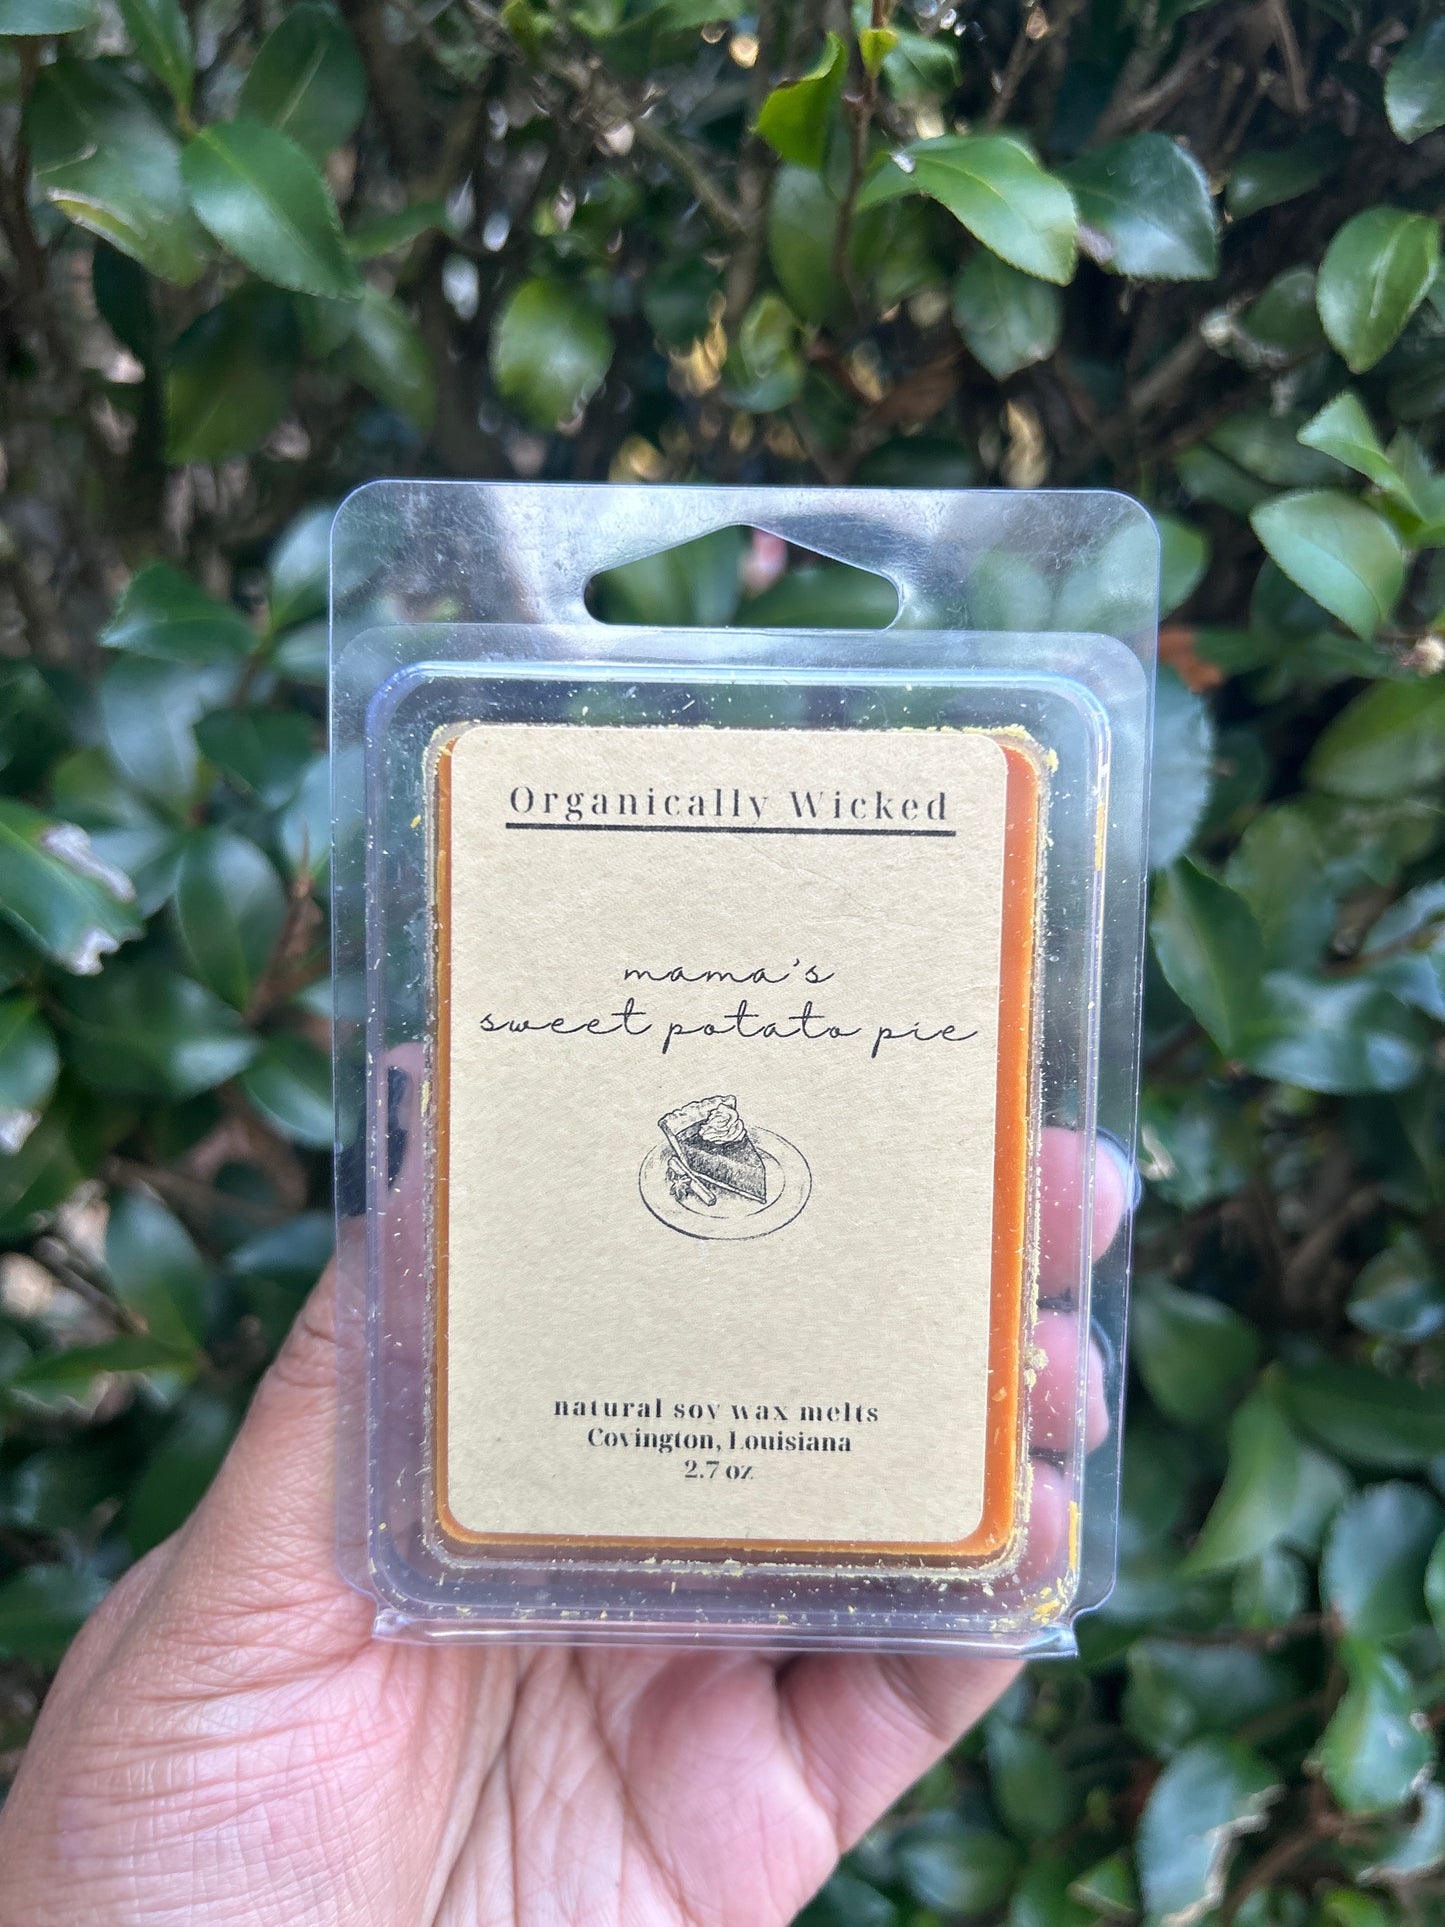 Organically Wicked
mama's
sweet potato pie
natural soy wax melts
Covington, Louisiana
2.7 oz